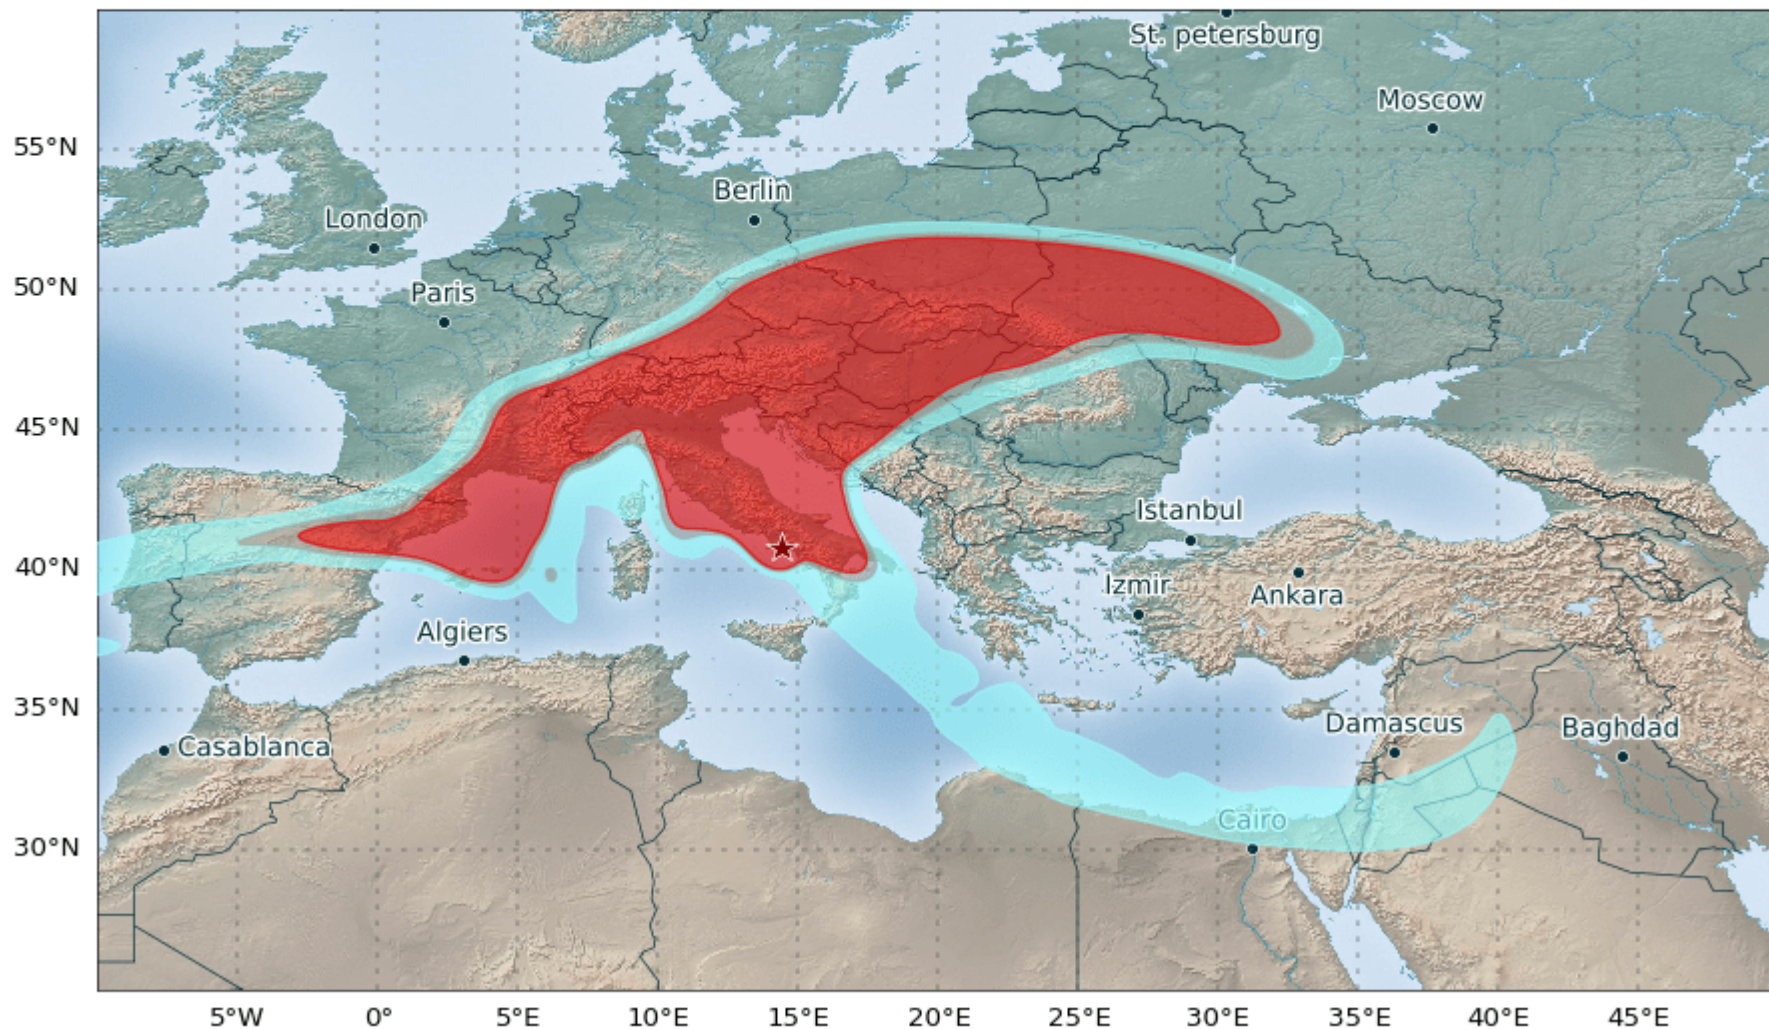 St. petersburg
Moscow
55°N
Berlin
London
50°N
Paris
45°N
Istanbul
40°N
Izmir
Ankara
Algiers
35°N
Casablanca
Damascus
Baghdad
Cairo
30°N
5°W
0°
5°E
10°E
15°E
20°E
25°E
30°E
35°E
40°E
45°E